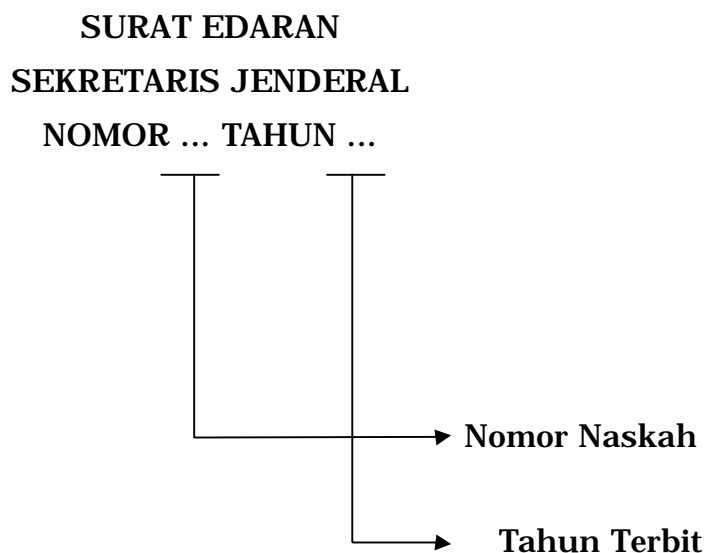 SURAT EDARAN
SEKRETARIS JENDERAL
NOMOR ... TAHUN ...
Nomor Naskah
Tahun Terbit